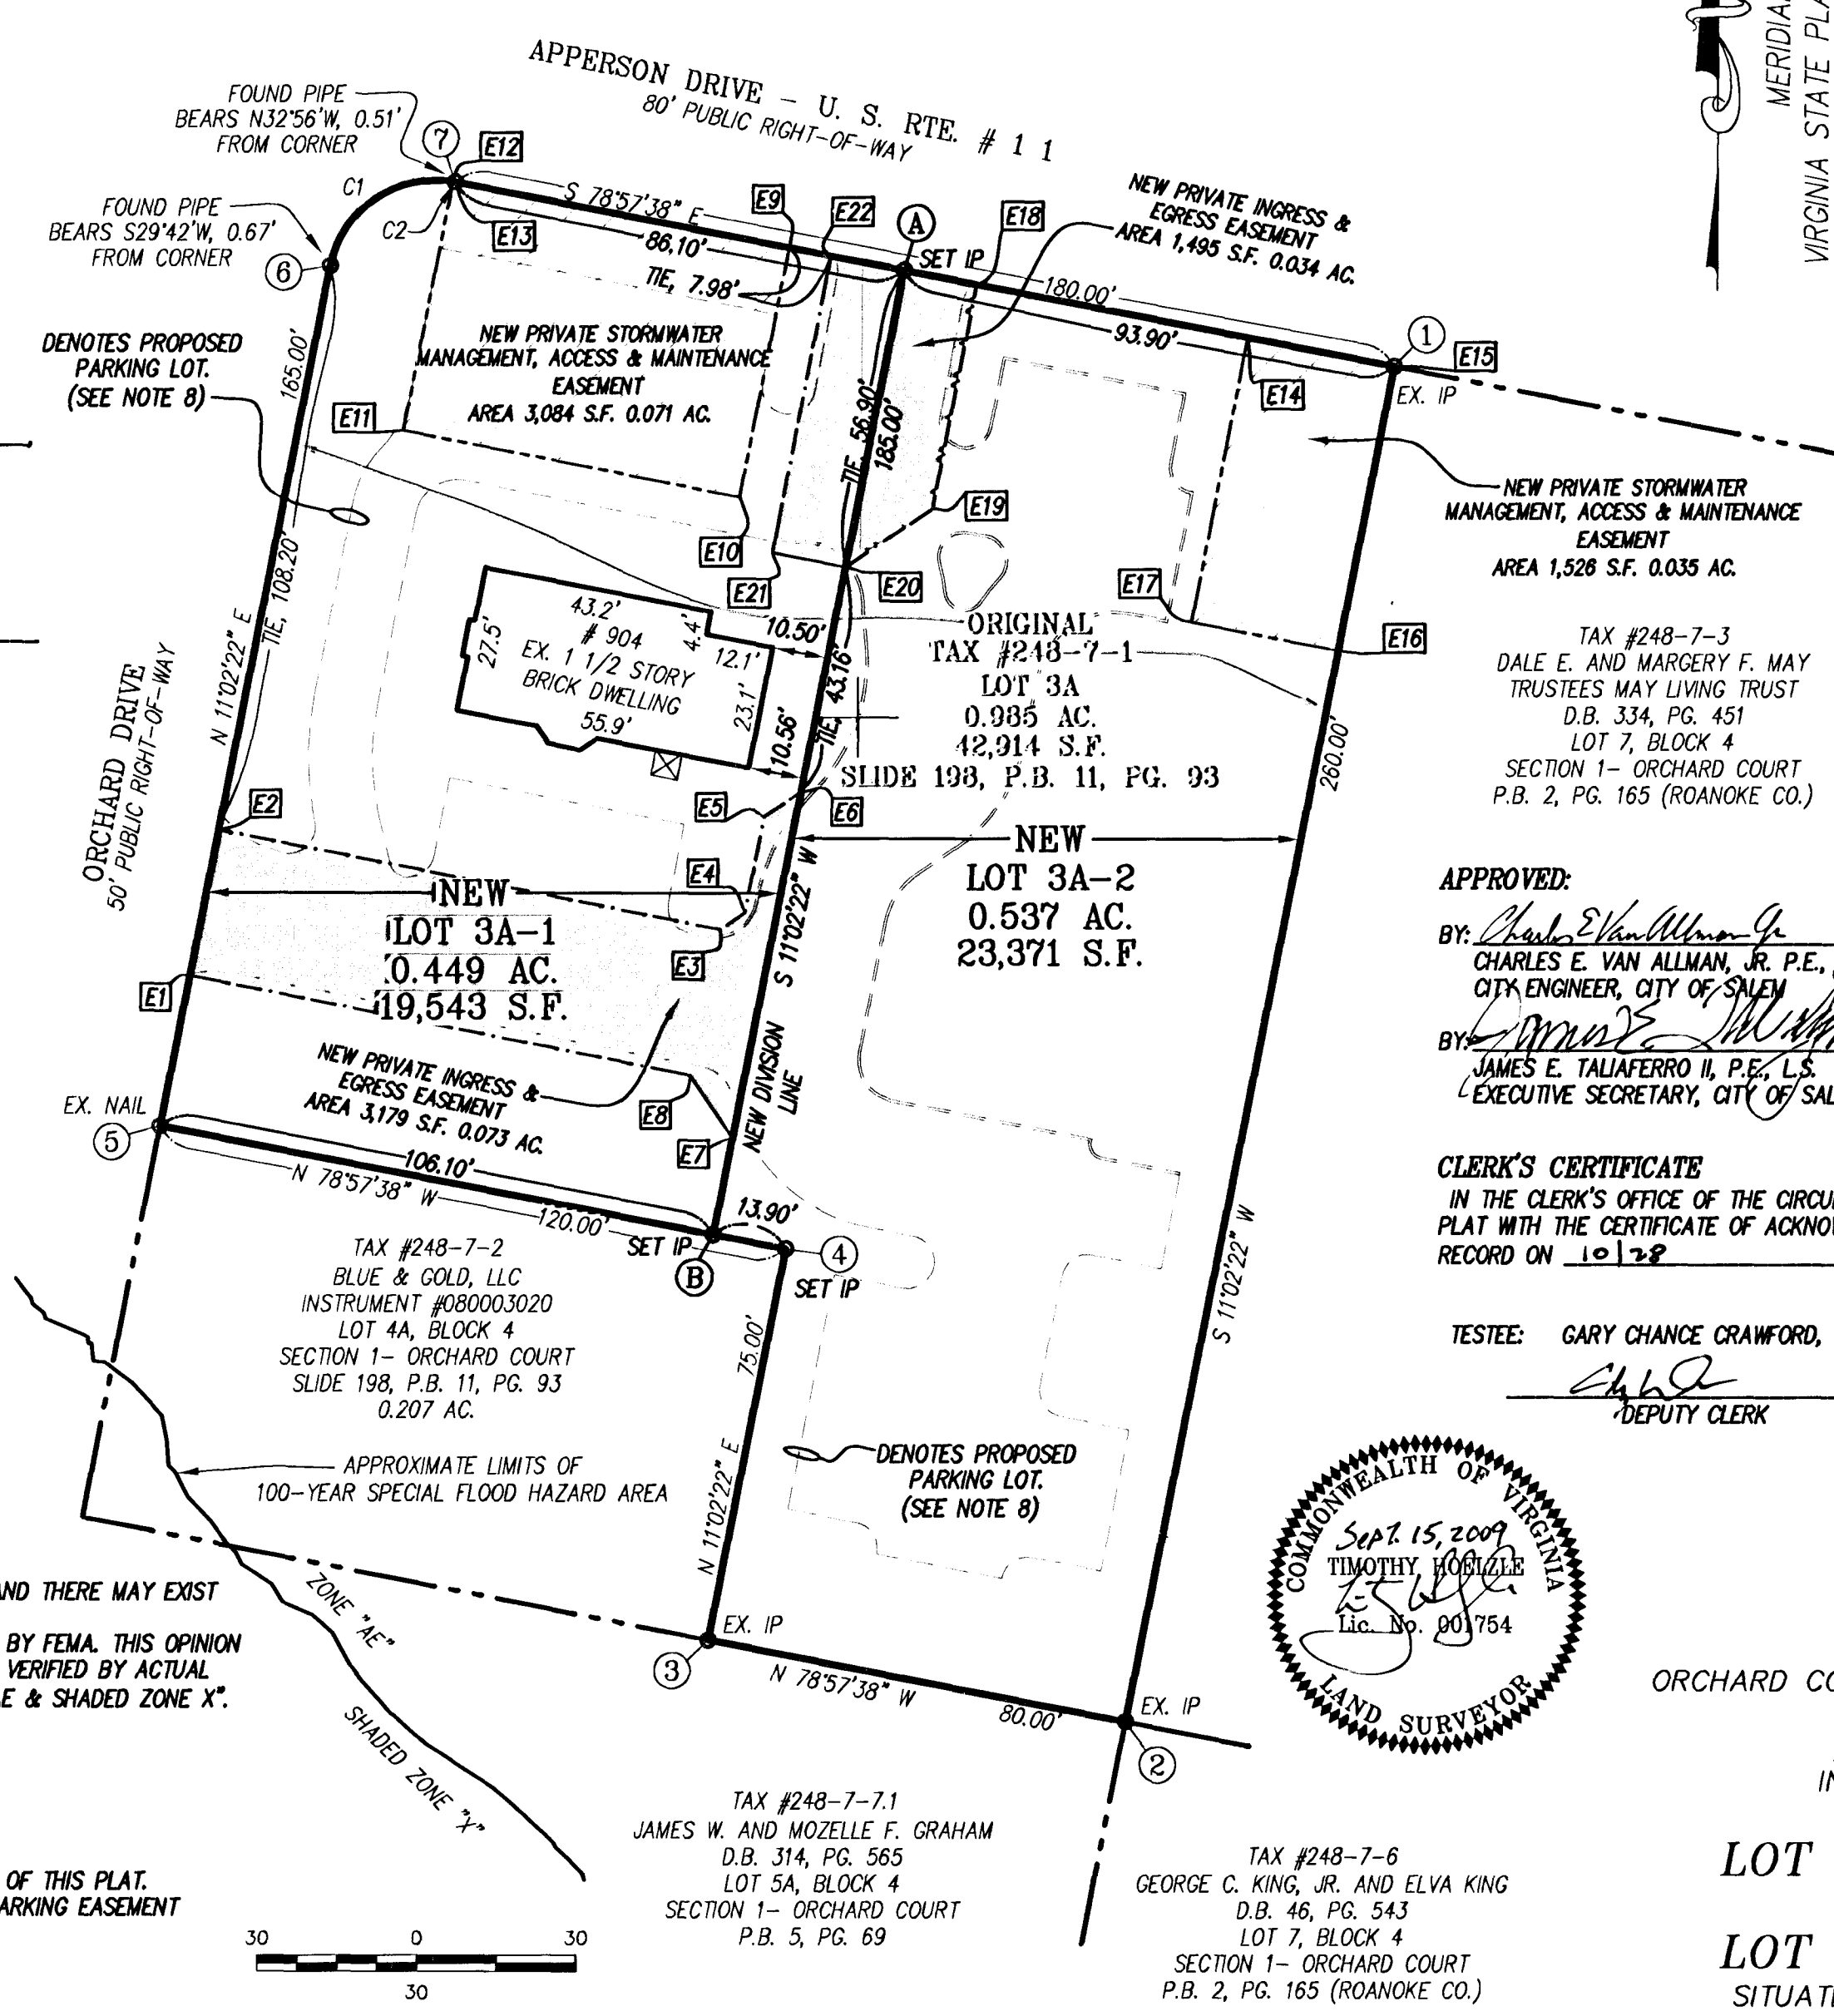 MERIDIAN
VIRGINIA STATE PLA
APPERSON DRIVE - U. S. RTE. # 1 1
80' PUBLIC RIGHT-OF-WAY
FOUND PIPE
BEARS N32°56'W, 0.51'
FROM CORNER
7
E12
C1
FOUND PIPE
BEARS S29°42'W, 0.67'
FROM CORNER
6
C2
E13
S 78°57'38" E
86.10'
TIE, 7.98'
E9
E22
A
SET IP
E18
NEW PRIVATE INGRESS &
EGRESS EASEMENT
AREA 1,495 S.F. 0.034 AC.
180.00'
93.90'
1
E15
EX. IP
E14
DENOTES PROPOSED
PARKING LOT.
(SEE NOTE 8)
165.00'
NEW PRIVATE STORMWATER
MANAGEMENT, ACCESS & MAINTENANCE
EASEMENT
AREA 3,084 S.F. 0.071 AC.
E11
TIE, 56.90'
185.00'
NEW PRIVATE STORMWATER
MANAGEMENT, ACCESS & MAINTENANCE
EASEMENT
AREA 1,526 S.F. 0.035 AC.
E19
E10
E21
E20
E17
E16
TIE, 108.20'
N 11°02'22" E
ORCHARD DRIVE
50' PUBLIC RIGHT-OF-WAY
43.2'
# 904
EX. 1 1/2 STORY
BRICK DWELLING
55.9'
27.5'
4.4'
12.1'
23.1'
10.50'
10.56'
TIE, 43.16'
ORIGINAL
TAX #248-7-1
LOT 3A
0.985 AC.
42,914 S.F.
SLIDE 198, P.B. 11, PG. 93
260.00'
TAX #248-7-3
DALE E. AND MARGERY F. MAY
TRUSTEES MAY LIVING TRUST
D.B. 334, PG. 451
LOT 7, BLOCK 4
SECTION 1- ORCHARD COURT
P.B. 2, PG. 165 (ROANOKE CO.)
E2
E5
E6
E4
E3
E1
NEW
LOT 3A-1
0.449 AC.
19,543 S.F.
NEW
LOT 3A-2
0.537 AC.
23,371 S.F.
S 11°02'22" W
NEW DIVISION
LINE
APPROVED:
BY: Charles E Van Allman Jr
CHARLES E. VAN ALLMAN, JR. P.E.,
CITY ENGINEER, CITY OF SALEM
BY:
JAMES E. TALIAFERRO II, P.E., L.S.
EXECUTIVE SECRETARY, CITY OF SAL
NEW PRIVATE INGRESS &
EGRESS EASEMENT
AREA 3,179 S.F. 0.073 AC.
E8
E7
EX. NAIL
5
106.10'
N 78°57'38" W
120.00'
13.90'
SET IP
B
4
SET IP
CLERK'S CERTIFICATE
IN THE CLERK'S OFFICE OF THE CIRCU
PLAT WITH THE CERTIFICATE OF ACKNOW
RECORD ON 10/28
TESTEE: GARY CHANCE CRAWFORD,
DEPUTY CLERK
TAX #248-7-2
BLUE & GOLD, LLC
INSTRUMENT #080003020
LOT 4A, BLOCK 4
SECTION 1- ORCHARD COURT
SLIDE 198, P.B. 11, PG. 93
0.207 AC.
75.00'
N 11°02'22" E
S 11°02'22" W
APPROXIMATE LIMITS OF
100-YEAR SPECIAL FLOOD HAZARD AREA
DENOTES PROPOSED
PARKING LOT.
(SEE NOTE 8)
COMMONWEALTH OF VIRGINIA
Sept. 15, 2009
TIMOTHY HOELZLE
Lic. No. 001754
LAND SURVEYOR
AND THERE MAY EXIST
BY FEMA. THIS OPINION
VERIFIED BY ACTUAL
E & SHADED ZONE X".
ZONE "AE"
SHADED ZONE "X"
EX. IP
3
N 78°57'38" W
80.00'
EX. IP
2
ORCHARD CO
IN
LOT
LOT
SITUATE
OF THIS PLAT.
ARKING EASEMENT
TAX #248-7-7.1
JAMES W. AND MOZELLE F. GRAHAM
D.B. 314, PG. 565
LOT 5A, BLOCK 4
SECTION 1- ORCHARD COURT
P.B. 5, PG. 69
TAX #248-7-6
GEORGE C. KING, JR. AND ELVA KING
D.B. 46, PG. 543
LOT 7, BLOCK 4
SECTION 1- ORCHARD COURT
P.B. 2, PG. 165 (ROANOKE CO.)
30 0 30
30